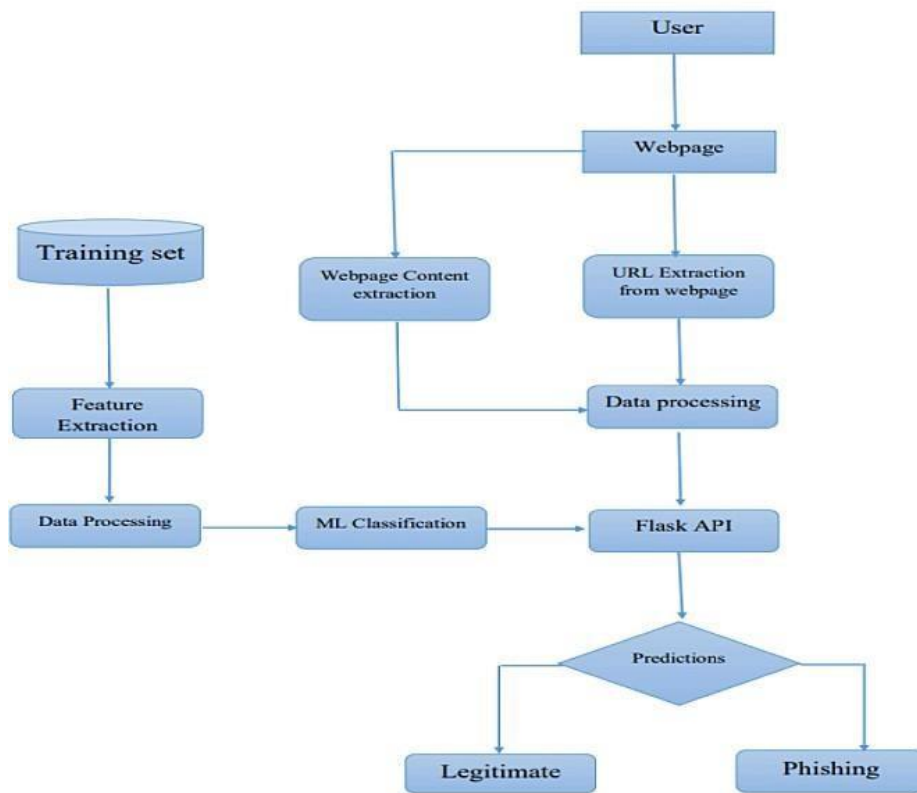 User
Webpage
Training set
Webpage Content
extraction
URL Extraction
from webpage
Feature
Extraction
Data processing
Data Processing
ML Classification
Flask API
Predictions
Legitimate
Phishing